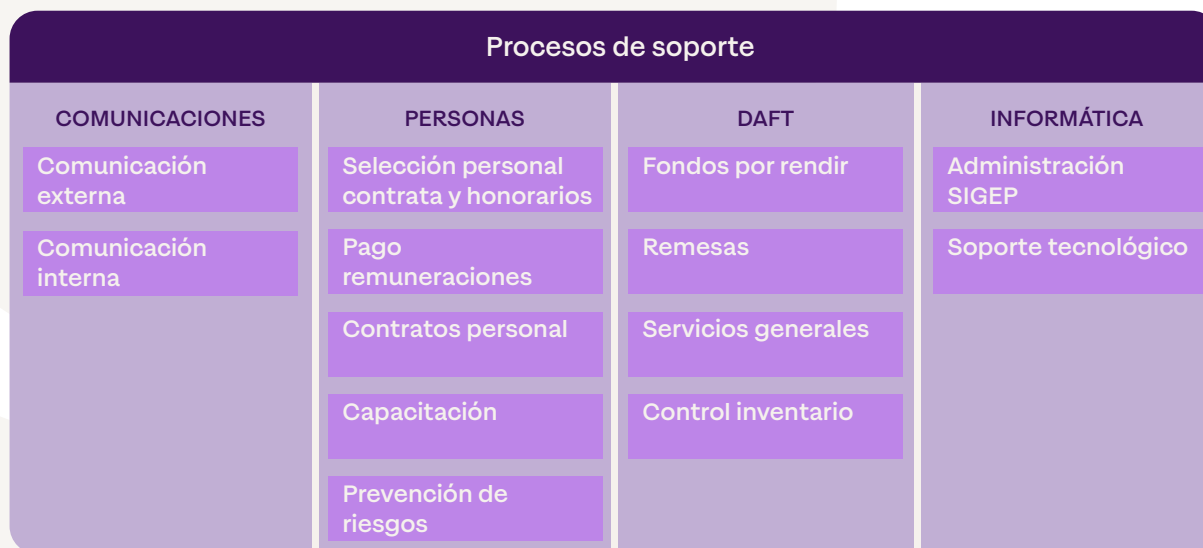 Procesos de soporte
COMUNICACIONES
Comunicación
externa
Comunicación
interna
PERSONAS
Selección personal
contrata y honorarios
Pago
remuneraciones
Contratos personal
Capacitación
Prevención de
riesgos
DAFT
Fondos por rendir
Remesas
Servicios generales
Control inventario
INFORMÁTICA
Administración
SIGEP
Soporte tecnológico